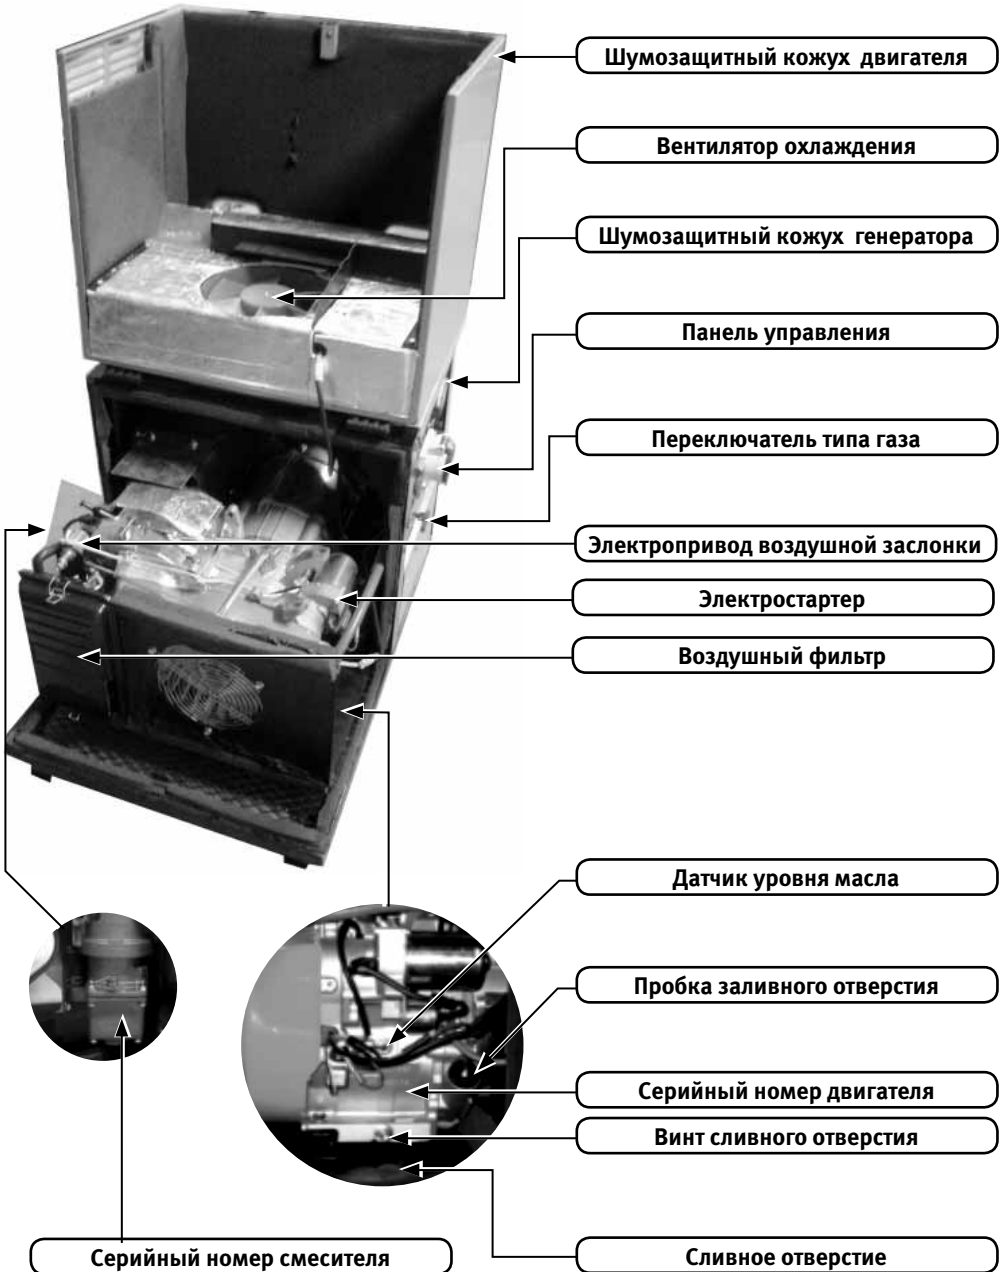 Шумозащитный кожух двигателя
Вентилятор охлаждения
Шумозащитный кожух генератора
Панель управления
Переключатель типа газа
Электропривод воздушной заслонки
Электростартер
Воздушный фильтр
Датчик уровня масла
Пробка заливного отверстия
Серийный номер двигателя
Винт сливного отверстия
Серийный номер смесителя
Сливное отверстие